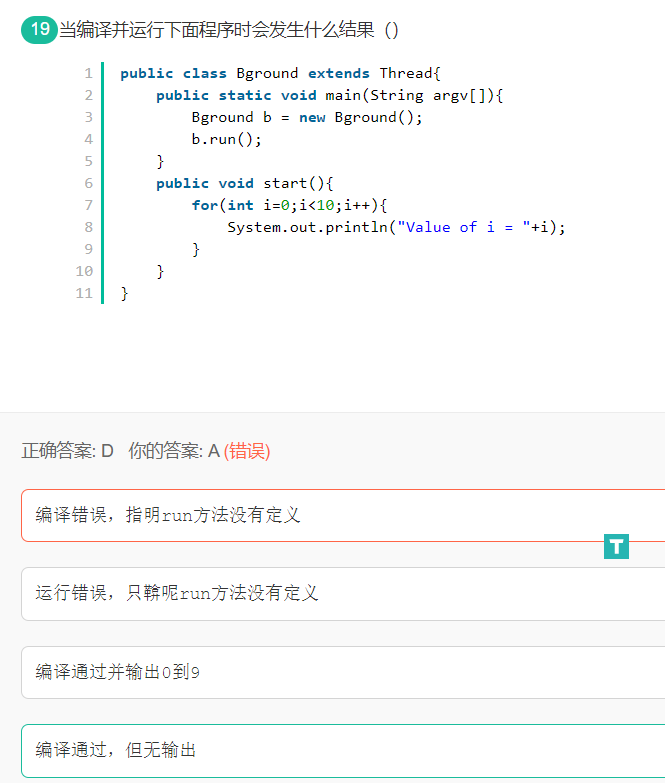 19 当编译并运行下面程序时会发生什么结果（）
1 public class Bground extends Thread{
2 public static void main(String argv[]){
3 Bground b = new Bground();
4 b.run();
5 }
6 public void start(){
7 for(int i=0;i<10;i++){
8 System.out.println("Value of i = "+i);
9 }
10 }
11 }
正确答案: D 你的答案: A (错误)
编译错误，指明run方法没有定义
T
运行错误，只鞥呢run方法没有定义
编译通过并输出0到9
编译通过，但无输出